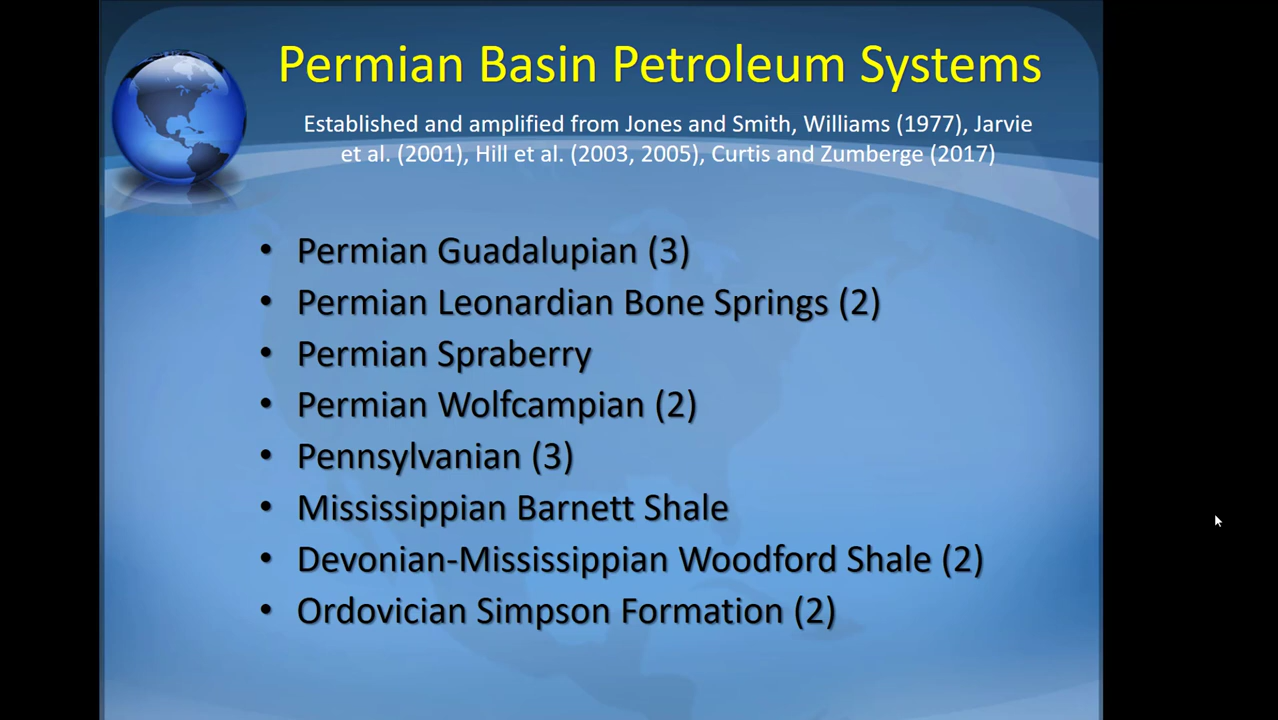 Permian Basin Petroleum Systems
Established and amplified from Jones and Smith, Williams (1977), Jarvie
et al. (2001), Hill et al. (2003, 2005), Curtis and Zumberge (2017)
• Permian Guadalupian (3)
• Permian Leonardian Bone Springs (2)
• Permian Spraberry
• Permian Wolfcampian (2)
• Pennsylvanian (3)
• Mississippian Barnett Shale
• Devonian-Mississippian Woodford Shale (2)
• Ordovician Simpson Formation (2)